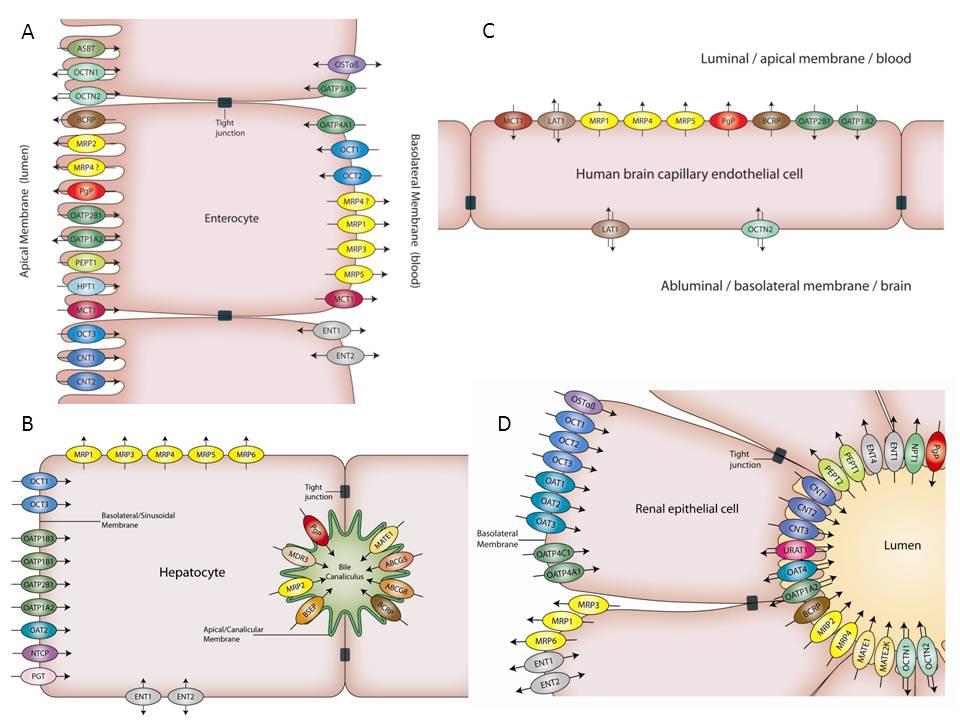 A
Apical Membrane (lumen)
ASBT
OCTN1
OCTN2
BCRP
MRP2
MRP4 ?
PgP
OATP2B1
OATP1A2
PEPT1
HPT1
MCT1
OCT3
CNT1
CNT2
Tight
junction
Enterocyte
OSTαß
OATP3A1
OATP4A1
OCT1
OCT2
MRP4 ?
MRP1
MRP3
MRP5
MCT1
ENT1
ENT2
Basolateral Membrane (blood)
C
Luminal / apical membrane / blood
MCT1
LAT1
MRP1
MRP4
MRP5
PgP
BCRP
OATP2B1
OATP1A2
Human brain capillary endothelial cell
LAT1
OCTN2
Abluminal / basolateral membrane / brain
B
MRP1
MRP3
MRP4
MRP5
MRP6
OCT1
OCT3
Basolateral/Sinusoidal
Membrane
OATP1B3
OATP1B1
OATP2B1
OATP1A2
OAT2
NTCP
PGT
Hepatocyte
ENT1
ENT2
Tight
junction
PgP
MDR3
MRP2
BSEP
MATE1
ABCG5
ABCG8
BCRP
Bile
Canaliculus
Apical/Canalicular
Membrane
D
OSTαß
OCT1
OCT2
OCT3
OAT1
OAT2
OAT3
Basolateral
Membrane
OATP4C1
OATP4A1
MRP3
MRP1
MRP6
ENT1
ENT2
Renal epithelial cell
Tight
junction
PEPT2
PEPT1
ENT4
ENT1
NPT1
PgP
CNT1
CNT2
CNT3
URAT1
OAT4
OATP1A2
BCRP
MRP2
MRP4
MATE1
MATE2K
OCTN1
OCTN2
Lumen